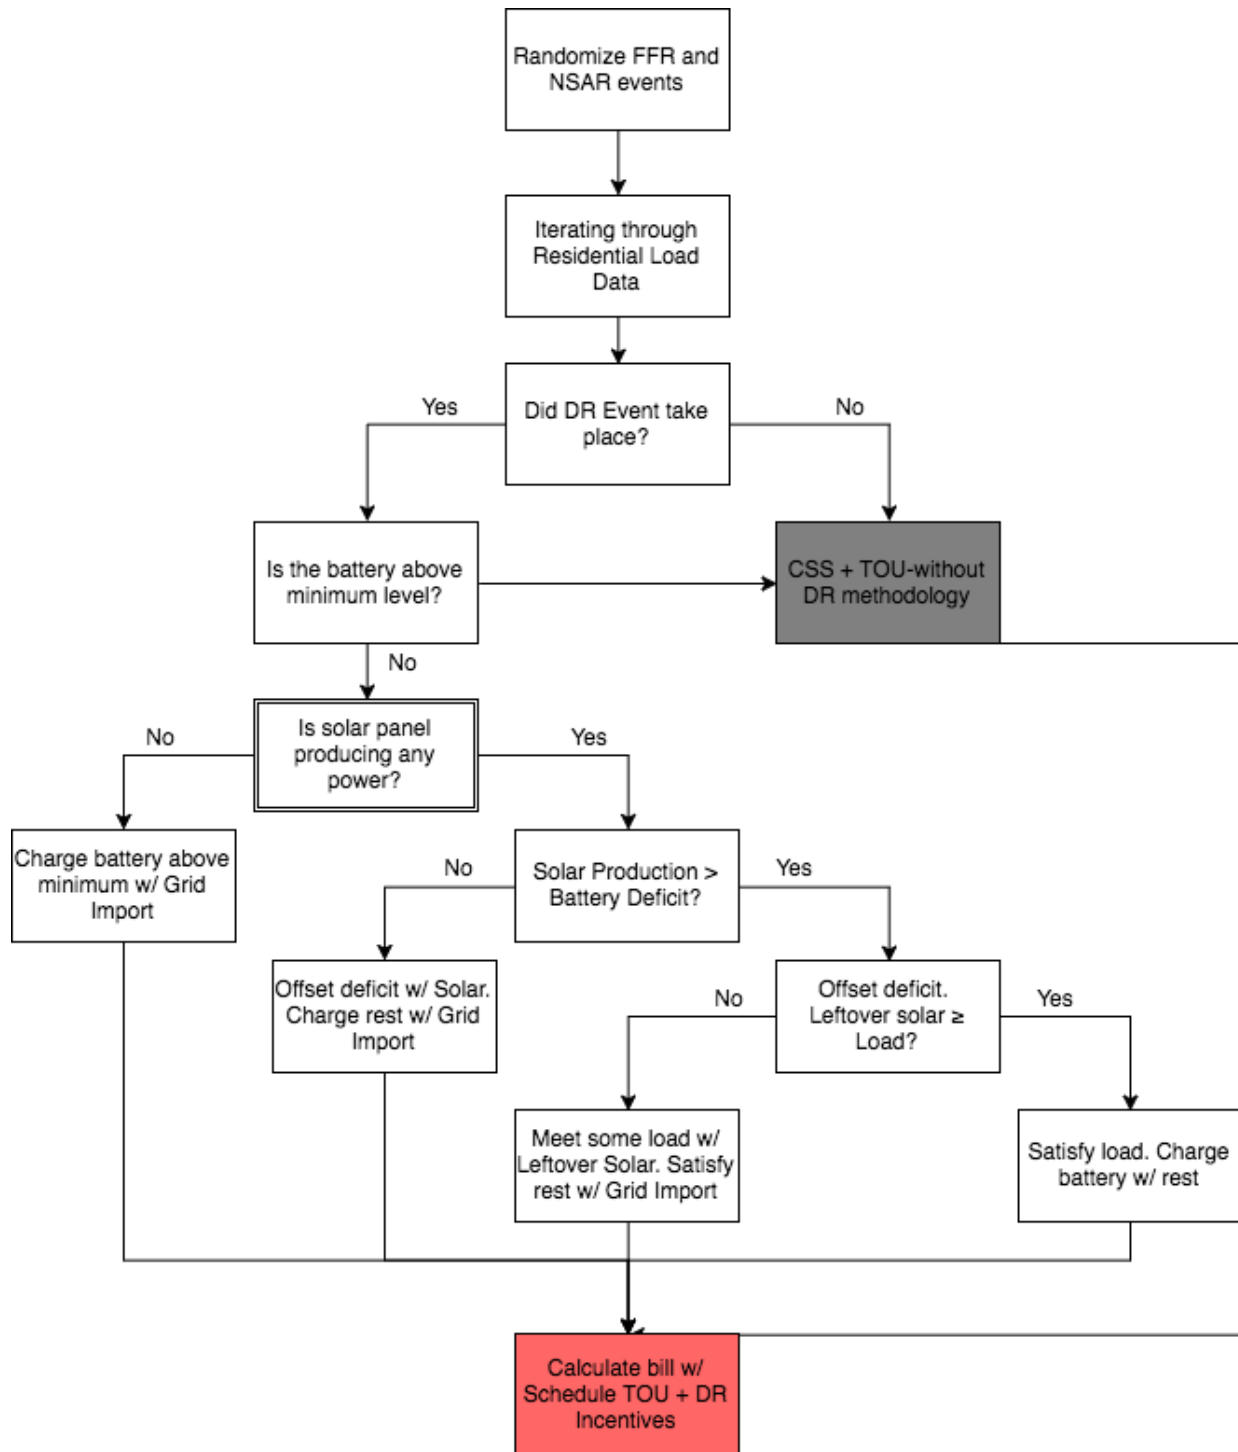 Randomize FFR and
NSAR events
Iterating through
Residential Load
Data
Yes
Did DR Event take
place?
No
Is the battery above
minimum level?
CSS + TOU-without
DR methodology
No
No
Is solar panel
producing any
power?
Yes
Charge battery above
minimum w/ Grid
Import
No
Solar Production >
Battery Deficit?
Yes
Offset deficit w/ Solar.
Charge rest w/ Grid
Import
No
Offset deficit.
Leftover solar ≥
Load?
Yes
Meet some load w/
Leftover Solar. Satisfy
rest w/ Grid Import
Satisfy load. Charge
battery w/ rest
Calculate bill w/
Schedule TOU + DR
Incentives